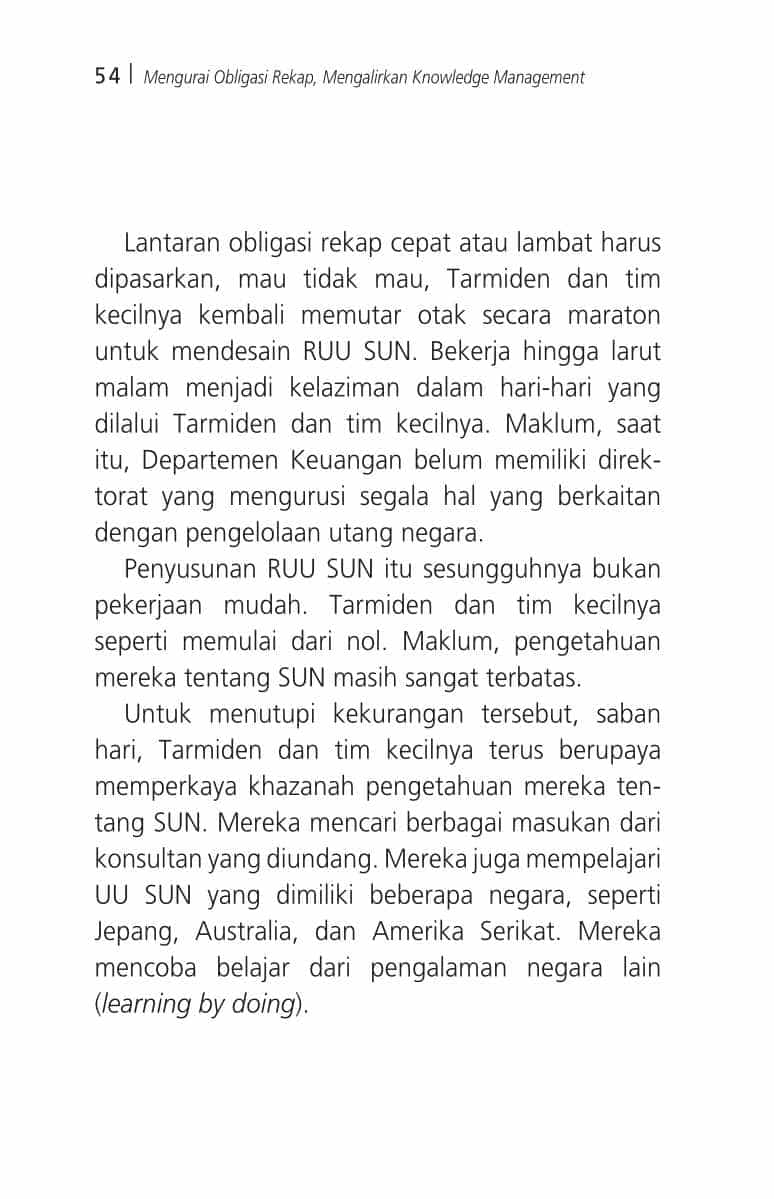 54 | Mengurai Obligasi Rekap, Mengalirkan Knowledge Management
Lantaran obligasi rekap cepat atau lambat harus
dipasarkan, mau tidak mau, Tarmiden dan tim
kecilnya kembali memutar otak secara maraton
untuk mendesain RUU SUN. Bekerja hingga larut
malam menjadi kelaziman dalam hari-hari yang
dilalui Tarmiden dan tim kecilnya. Maklum, saat
itu, Departemen Keuangan belum memiliki direk-
torat yang mengurusi segala hal yang berkaitan
dengan pengelolaan utang negara.
Penyusunan RUU SUN itu sesungguhnya bukan
pekerjaan mudah. Tarmiden dan tim kecilnya
seperti memulai dari nol. Maklum, pengetahuan
mereka tentang SUN masih sangat terbatas.
Untuk menutupi kekurangan tersebut, saban
hari, Tarmiden dan tim kecilnya terus berupaya
memperkaya khazanah pengetahuan mereka ten-
tang SUN. Mereka mencari berbagai masukan dari
konsultan yang diundang. Mereka juga mempelajari
UU SUN yang dimiliki beberapa negara, seperti
Jepang, Australia, dan Amerika Serikat. Mereka
mencoba belajar dari pengalaman negara lain
(learning by doing).